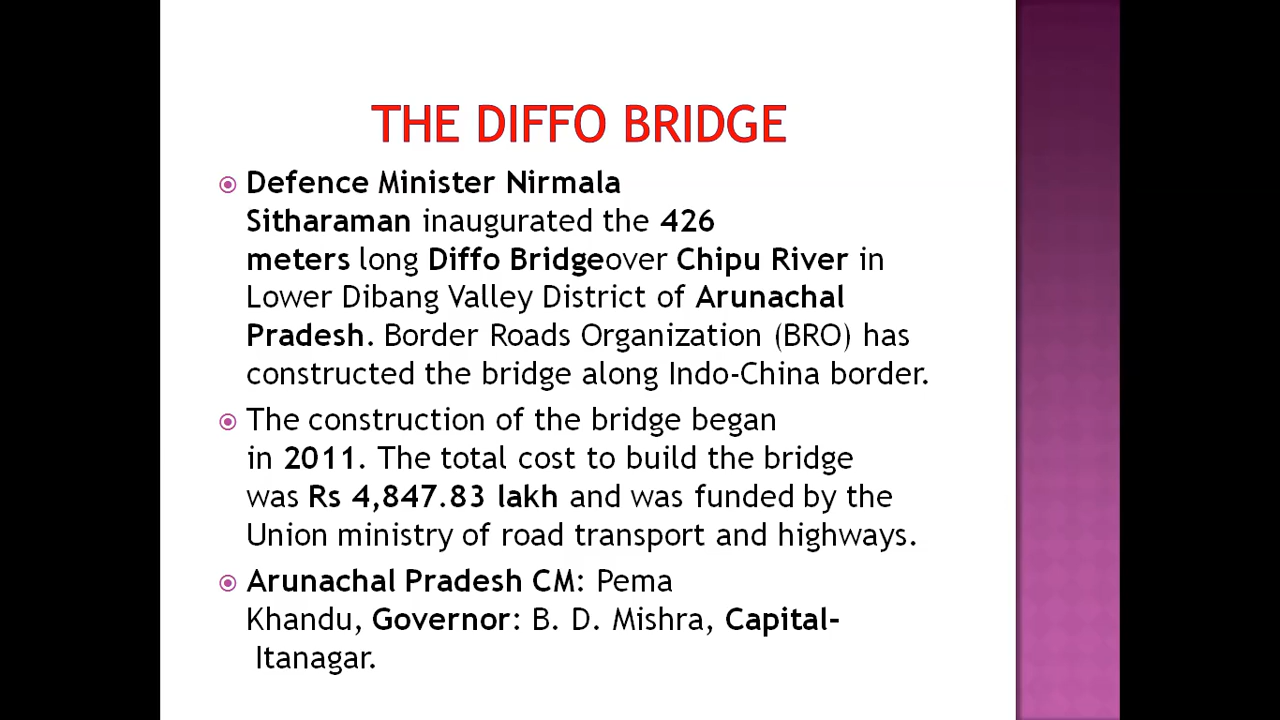 THE DIFFO BRIDGE
Defence Minister Nirmala
Sitharaman inaugurated the 426
meters long Diffo Bridgeover Chipu River in
Lower Dibang Valley District of Arunachal
Pradesh. Border Roads Organization (BRO) has
constructed the bridge along Indo-China border.
The construction of the bridge began
in 2011. The total cost to build the bridge
was Rs 4,847.83 lakh and was funded by the
Union ministry of road transport and highways.
Arunachal Pradesh CM: Pema
Khandu, Governor: B. D. Mishra, Capital-
Itanagar.